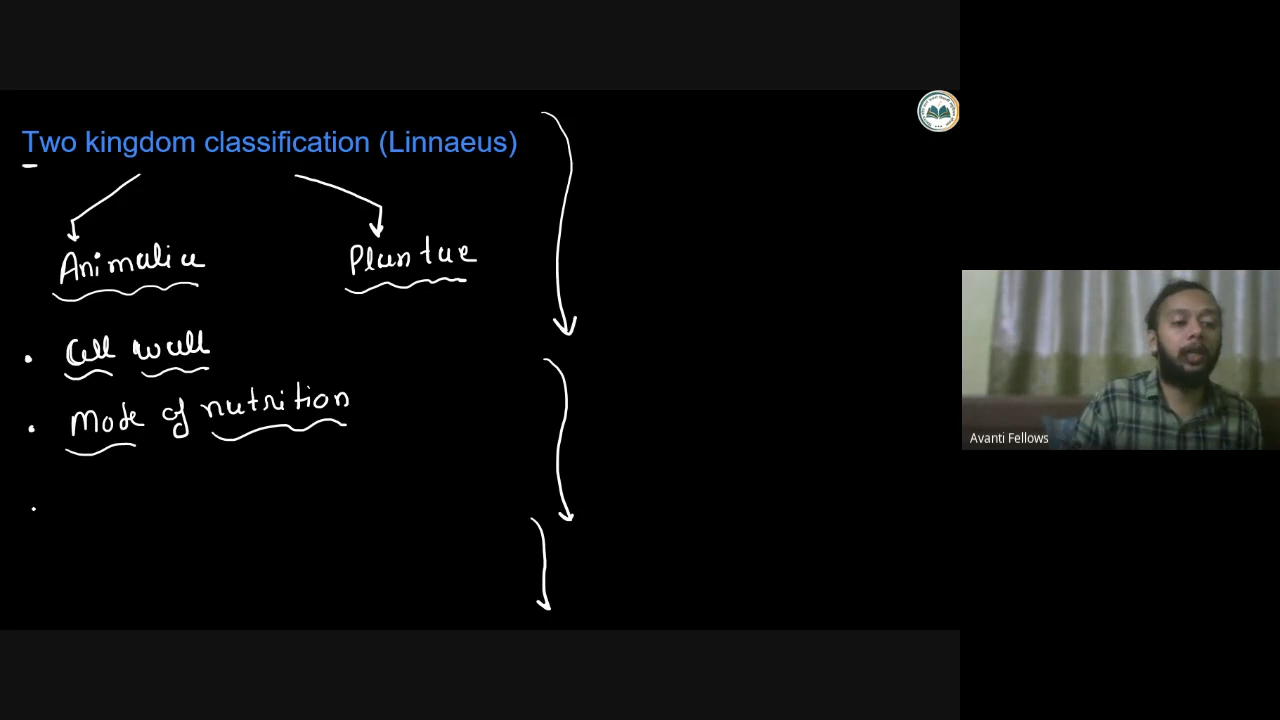 Two kingdom classification (Linnaeus)
Animalia Plantae
• Cell wall
• Mode of nutrition
•
Avanti Fellows